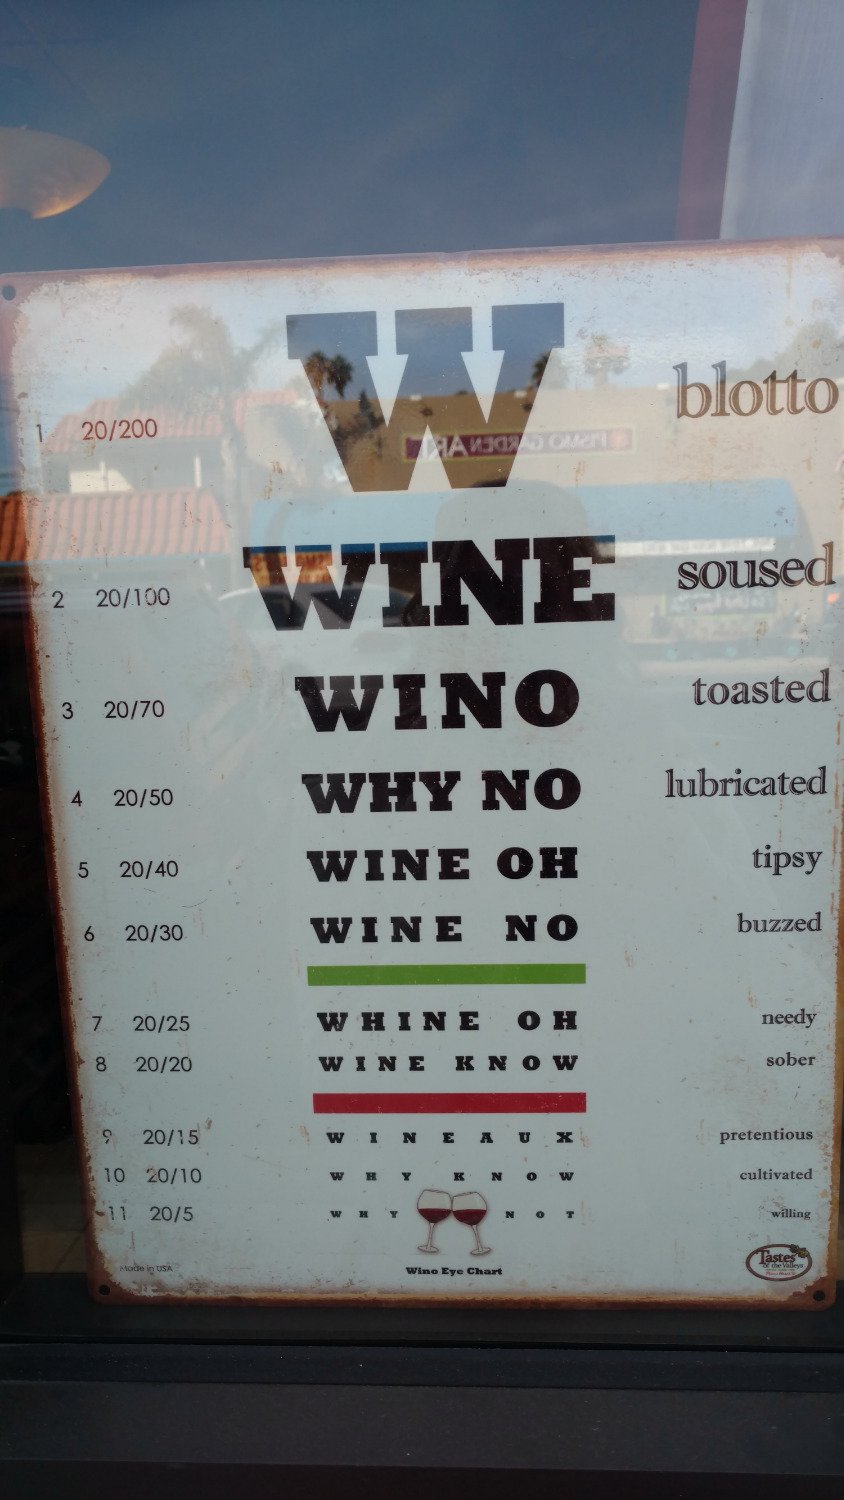 1 20/200 W blotto
PISMO GARDEN ART
2 20/100 WINE soused
3 20/70 WINO toasted
4 20/50 WHY NO lubricated
5 20/40 WINE OH tipsy
6 20/30 WINE NO buzzed
7 20/25 WHINE OH needy
8 20/20 WINE KNOW sober
9 20/15 WINEAUX pretentious
10 20/10 WHY KNOW cultivated
11 20/5 WHY NOT willing
Made in USA
Wino Eye Chart
Tastes
of the Valleys